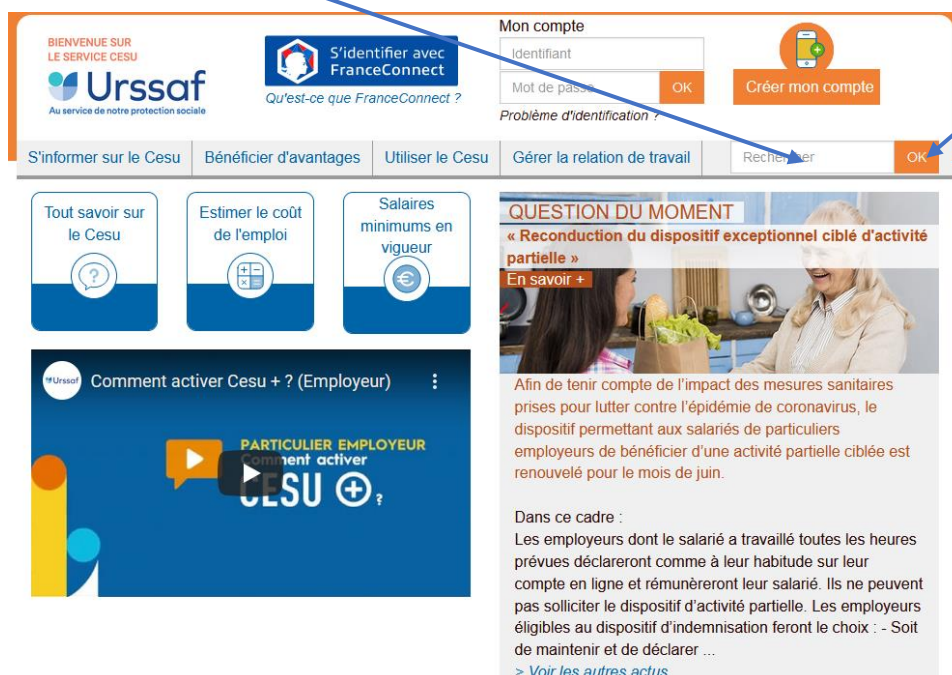 BIENVENUE SUR
LE SERVICE CESU
Urssaf
Au service de notre protection sociale
S'identifier avec
FranceConnect
Qu'est-ce que FranceConnect ?
Mon compte
Identifiant
Mot de passe
OK
Problème d'identification ?
Créer mon compte
S'informer sur le Cesu
Bénéficier d'avantages
Utiliser le Cesu
Gérer la relation de travail
Rechercher
OK
Tout savoir sur
le Cesu
Estimer le coût
de l'emploi
Salaires
minimums en
vigueur
Urssaf
Comment activer Cesu + ? (Employeur)
PARTICULIER EMPLOYEUR
Comment activer
CESU + ?
QUESTION DU MOMENT
« Reconduction du dispositif exceptionnel ciblé d'activité
partielle »
En savoir +
Afin de tenir compte de l'impact des mesures sanitaires
prises pour lutter contre l'épidémie de coronavirus, le
dispositif permettant aux salariés de particuliers
employeurs de bénéficier d'une activité partielle ciblée est
renouvelé pour le mois de juin.
Dans ce cadre :
Les employeurs dont le salarié a travaillé toutes les heures
prévues déclareront comme à leur habitude sur leur
compte en ligne et rémunèreront leur salarié. Ils ne peuvent
pas solliciter le dispositif d'activité partielle. Les employeurs
éligibles au dispositif d'indemnisation feront le choix : - Soit
de maintenir et de déclarer ...
> Voir les autres actus